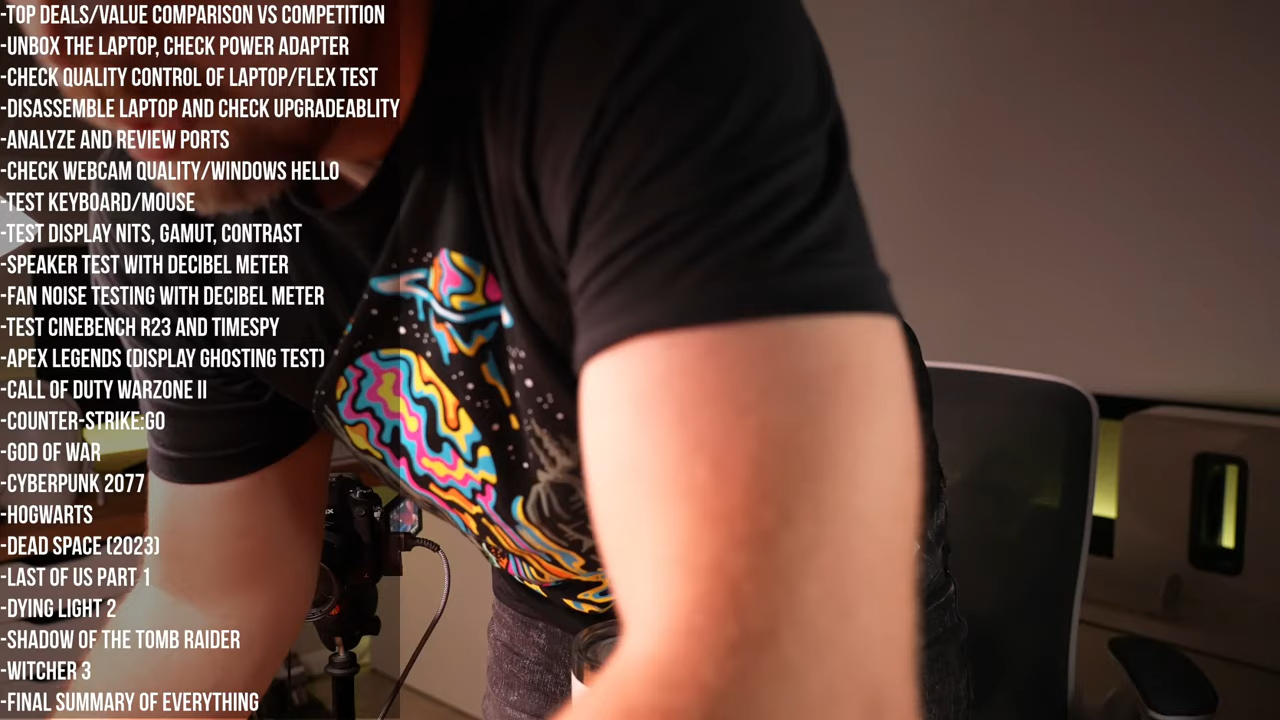 -TOP DEALS/VALUE COMPARISON VS COMPETITION
-UNBOX THE LAPTOP, CHECK POWER ADAPTER
-CHECK QUALITY CONTROL OF LAPTOP/FLEX TEST
-DISASSEMBLE LAPTOP AND CHECK UPGRADEABLITY
-ANALYZE AND REVIEW PORTS
-CHECK WEBCAM QUALITY/WINDOWS HELLO
-TEST KEYBOARD/MOUSE
-TEST DISPLAY NITS, GAMUT, CONTRAST
-SPEAKER TEST WITH DECIBEL METER
-FAN NOISE TESTING WITH DECIBEL METER
-TEST CINEBENCH R23 AND TIMESPY
-APEX LEGENDS (DISPLAY GHOSTING TEST)
-CALL OF DUTY WARZONE II
-COUNTER-STRIKE:GO
-GOD OF WAR
-CYBERPUNK 2077
-HOGWARTS
-DEAD SPACE (2023)
-LAST OF US PART 1
-DYING LIGHT 2
-SHADOW OF THE TOMB RAIDER
-WITCHER 3
-FINAL SUMMARY OF EVERYTHING